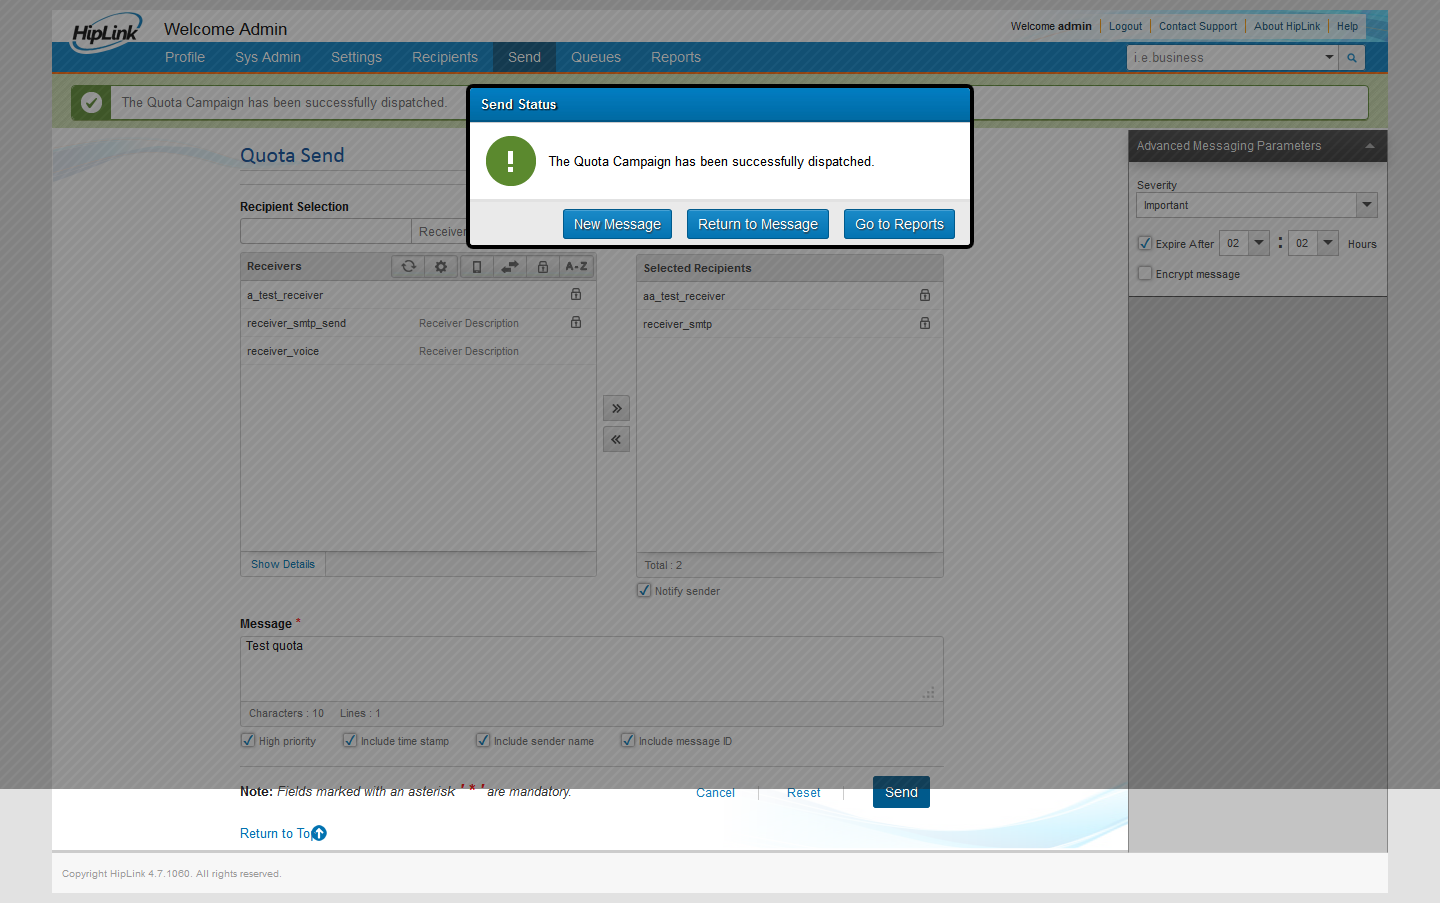 HipLink
Welcome Admin
Welcome admin
Logout
Contact Support
About HipLink
Help
Profile
Sys Admin
Settings
Recipients
Send
Queues
Reports
i.e.business
The Quota Campaign has been successfully dispatched.
Send Status
The Quota Campaign has been successfully dispatched.
New Message
Return to Message
Go to Reports
Quota Send
Recipient Selection
Receiver
Receivers
A-Z
a_test_receiver
receiver_smtp_send Receiver Description
receiver_voice Receiver Description
Show Details
Selected Recipients
aa_test_receiver
receiver_smtp
Total : 2
Notify sender
Advanced Messaging Parameters
Severity
Important
Expire After 02 : 02 Hours
Encrypt message
Message *
Test quota
Characters : 10 Lines : 1
High priority
Include time stamp
Include sender name
Include message ID
Note: Fields marked with an asterisk ' * ' are mandatory.
Cancel
Reset
Send
Return to Top
Copyright HipLink 4.7.1060. All rights reserved.